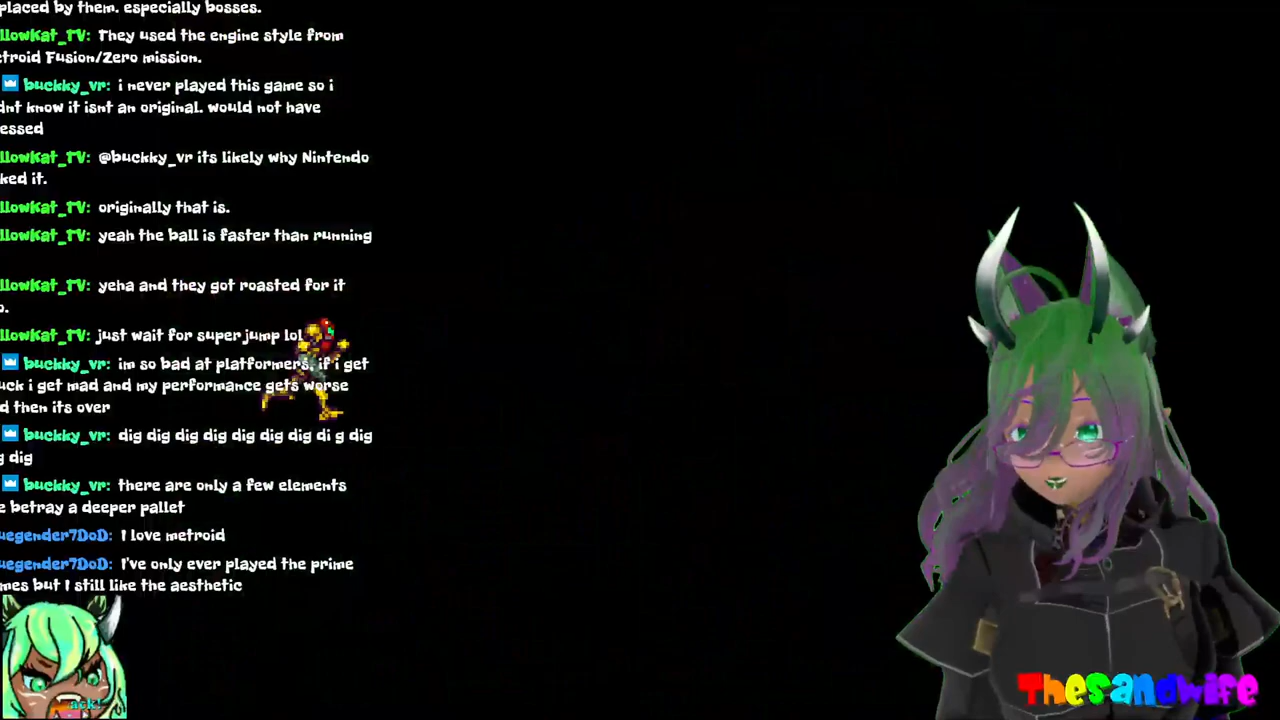 placed by them. especially bosses.
llowKat_TV: They used the engine style from
etroid Fusion/Zero mission.
buckky_vr: i never played this game so i
dnt know it isnt an original. would not have
essed
llowKat_TV: @buckky_vr its likely why Nintendo
ked it.
llowKat_TV: originally that is.
llowKat_TV: yeah the ball is faster than running
llowKat_TV: yeha and they got roasted for it
o.
llowKat_TV: just wait for super jump lol
buckky_vr: im so bad at platformers, if i get
uck i get mad and my performance gets worse
d then its over
buckky_vr: dig dig dig dig dig dig dig di g dig
g dig
buckky_vr: there are only a few elements
e betray a deeper pallet
uegender7DoD: I love metroid
uegender7DoD: I've only ever played the prime
mes but I still like the aesthetic
ack!
Thesandwife